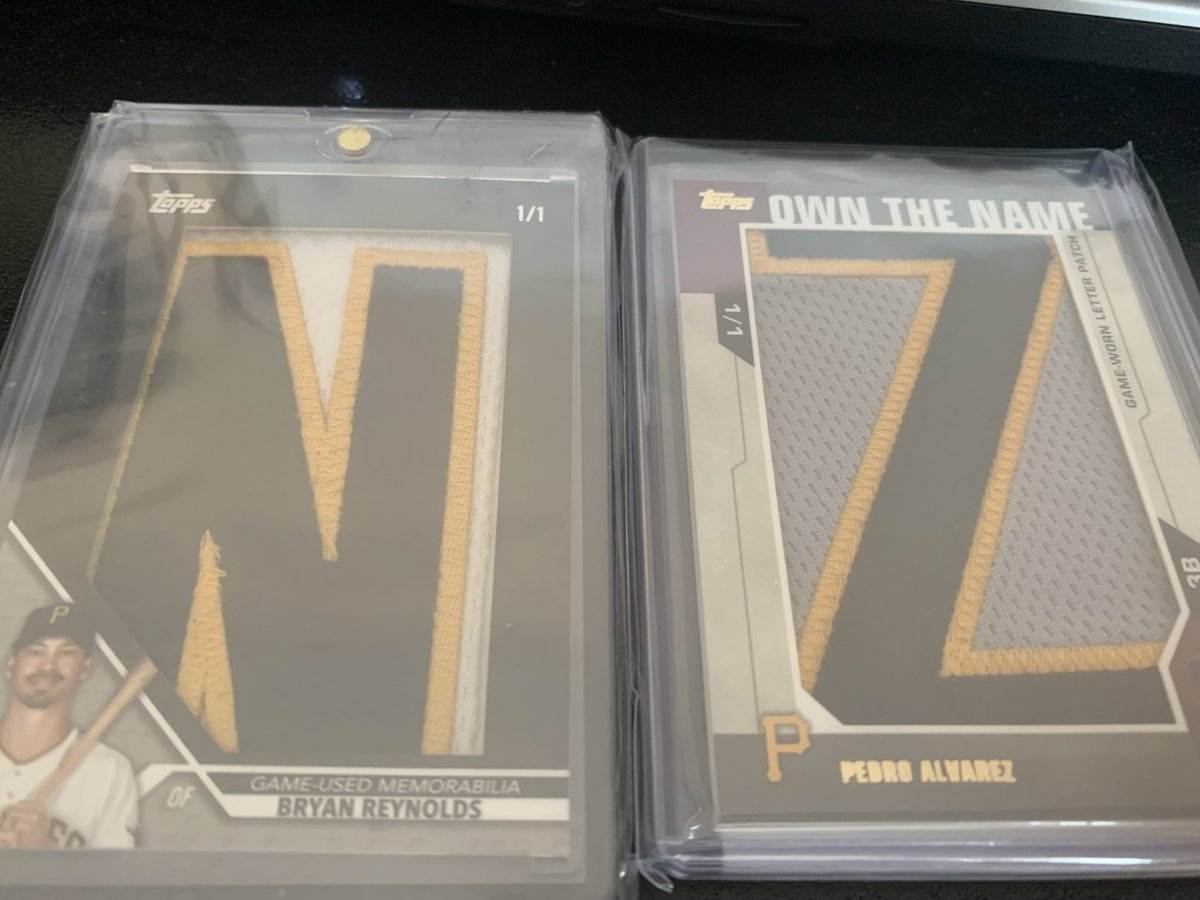 Topps
1/1
GAME-USED MEMORABILIA
OF
BRYAN REYNOLDS
P
Topps
OWN THE NAME
1/1
GAME-WORN LETTER PATCH
Z
3B
P
PEDRO ALVAREZ